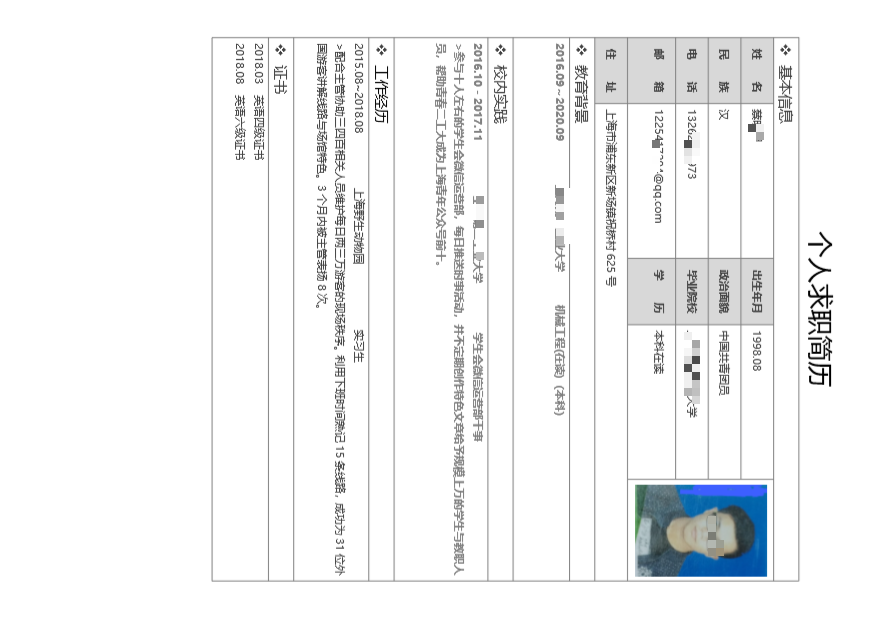 个人求职简历
❖ 基本信息
姓 名 蔡 出生年月 1998.08
民 族 汉 政治面貌 中国共青团员
电 话 1326 973 毕业院校 大学
邮 箱 @qq.com 学 历 本科在读
住 址 上海市浦东新区新场镇祝桥村 625 号
❖ 教育背景
2016.09 ~ 2020.09 业大学 机械工程(在读) (本科)
❖ 校内实践
2016.10 - 2017.11 业大学 学生会微信运营部干事
>参与十人左右的学生会微信运营部，每日推送时事活动，并不定期创作特色文章给予规模上万的学生与教职人
员，帮助青春二工大成为上海青年公众号前十。
❖ 工作经历
2015.08~2018.08 上海野生动物园 实习生
>配合主管协助三四百相关人员维护每日两三万游客的现场秩序。利用下班时间熟记 15 条线路，成功为 31 位外
国游客讲解线路与场馆特色。3 个月内被主管表扬 8 次。
❖ 证书
2018.03 英语四级证书
2018.08 英语六级证书